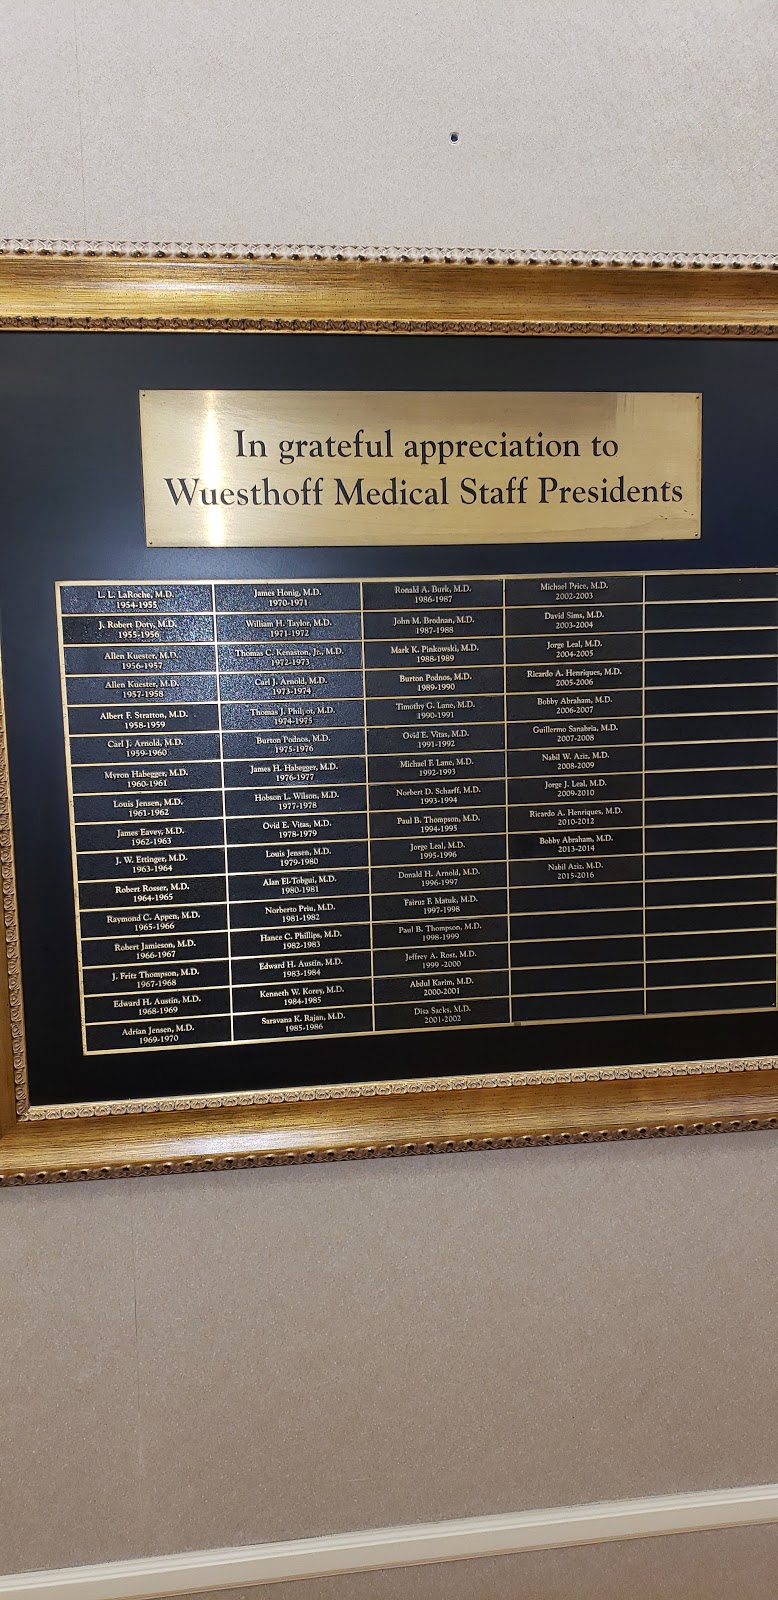 In grateful appreciation to
Wuesthoff Medical Staff Presidents
L. L. LaRoche, M.D.
1954-1955
J. Robert Doty, M.D.
1955-1956
Allen Kuester, M.D.
1956-1957
Allen Kuester, M.D.
1957-1958
Albert F. Stratton, M.D.
1958-1959
Carl J. Arnold, M.D.
1959-1960
Myron Habegger, M.D.
1960-1961
Louis Jensen, M.D.
1961-1962
James Eavey, M.D.
1962-1963
J. W. Ettinger, M.D.
1963-1964
Robert Rosser, M.D.
1964-1965
Raymond C. Appen, M.D.
1965-1966
Robert Jamieson, M.D.
1966-1967
J. Fritz Thompson, M.D.
1967-1968
Edward H. Austin, M.D.
1968-1969
Adrian Jensen, M.D.
1969-1970
James Honig, M.D.
1970-1971
William H. Taylor, M.D.
1971-1972
Thomas C. Kenaston, Jr., M.D.
1972-1973
Carl J. Arnold, M.D.
1973-1974
Thomas J. Philpot, M.D.
1974-1975
Burton Podnos, M.D.
1975-1976
James H. Habegger, M.D.
1976-1977
Hobson L. Wilson, M.D.
1977-1978
Ovid E. Vitas, M.D.
1978-1979
Louis Jensen, M.D.
1979-1980
Alan El-Tobgui, M.D.
1980-1981
Norberto Priu, M.D.
1981-1982
Hance C. Phillips, M.D.
1982-1983
Edward H. Austin, M.D.
1983-1984
Kenneth W. Korey, M.D.
1984-1985
Saravana K. Rajan, M.D.
1985-1986
Ronald A. Burk, M.D.
1986-1987
John M. Brodnan, M.D.
1987-1988
Mark K. Pinkowski, M.D.
1988-1989
Burton Podnos, M.D.
1989-1990
Timothy G. Lane, M.D.
1990-1991
Ovid E. Vitas, M.D.
1991-1992
Michael F. Lane, M.D.
1992-1993
Norbert D. Scharff, M.D.
1993-1994
Paul B. Thompson, M.D.
1994-1995
Jorge Leal, M.D.
1995-1996
Donald H. Arnold, M.D.
1996-1997
Fairuz F. Matuk, M.D.
1997-1998
Paul B. Thompson, M.D.
1998-1999
Jeffrey A. Rost, M.D.
1999 -2000
Abdul Karim, M.D.
2000-2001
Disa Sacks, M.D.
2001-2002
Michael Price, M.D.
2002-2003
David Sims, M.D.
2003-2004
Jorge Leal, M.D.
2004-2005
Ricardo A. Henriques, M.D.
2005-2006
Bobby Abraham, M.D.
2006-2007
Guillermo Sanabria, M.D.
2007-2008
Nabil W. Aziz, M.D.
2008-2009
Jorge J. Leal, M.D.
2009-2010
Ricardo A. Henriques, M.D.
2010-2012
Bobby Abraham, M.D.
2013-2014
Nabil Aziz, M.D.
2015-2016